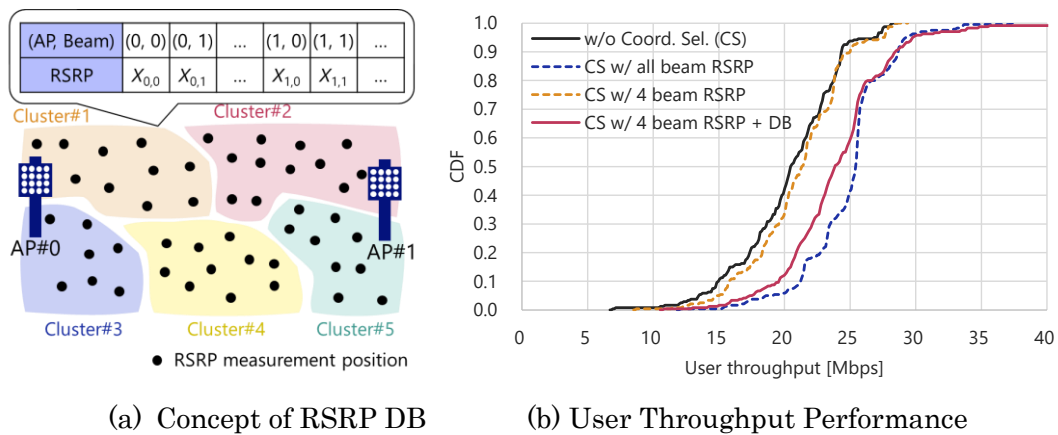 (AP, Beam) (0, 0) (0, 1) ... (1, 0) (1, 1) ...
RSRP X0,0 X0,1 ... X1,0 X1,1 ...
Cluster#1
Cluster#2
AP#0
AP#1
Cluster#3
Cluster#4
Cluster#5
RSRP measurement position
(a) Concept of RSRP DB
CDF
1.0
0.9
0.8
0.7
0.6
0.5
0.4
0.3
0.2
0.1
0.0
w/o Coord. Sel. (CS)
CS w/ all beam RSRP
CS w/ 4 beam RSRP
CS w/ 4 beam RSRP + DB
0 5 10 15 20 25 30 35 40
User throughput [Mbps]
(b) User Throughput Performance